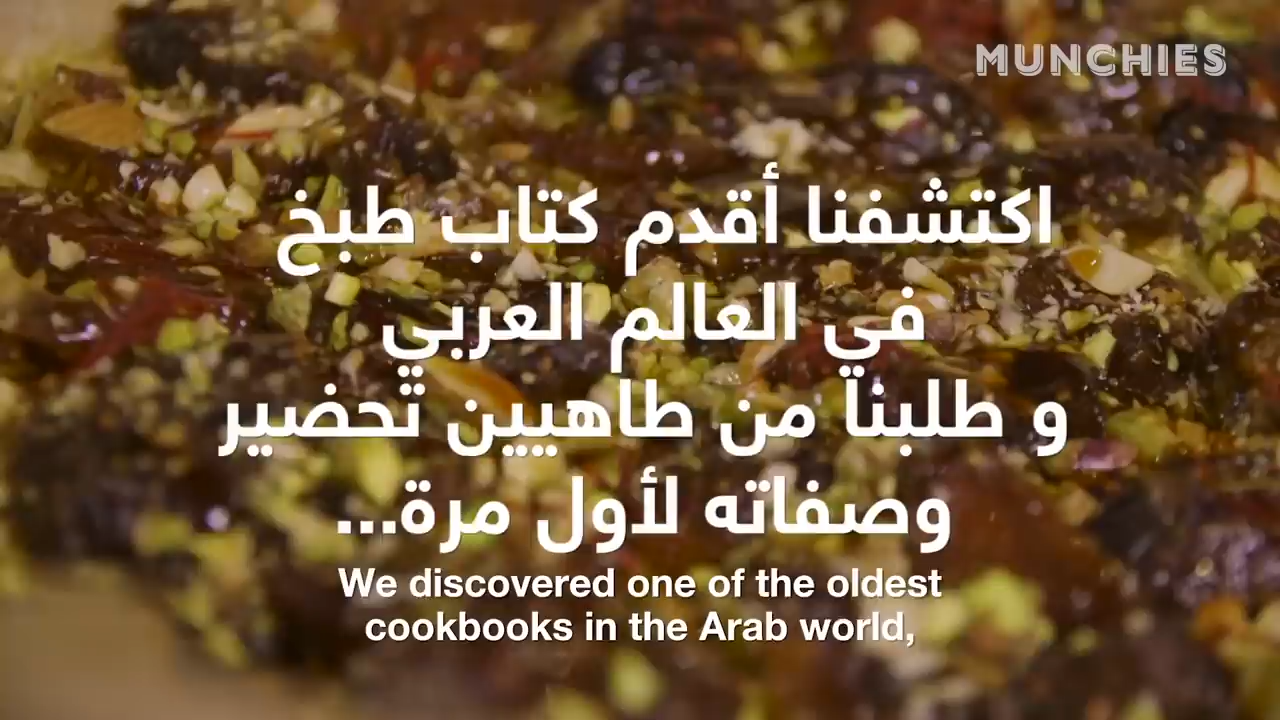 MUNCHIES
اكتشفنا أقدم كتاب طبخ
في العالم العربي
و طلبنا من طاهيين تحضير
وصفاته لأول مرة...
We discovered one of the oldest
cookbooks in the Arab world,